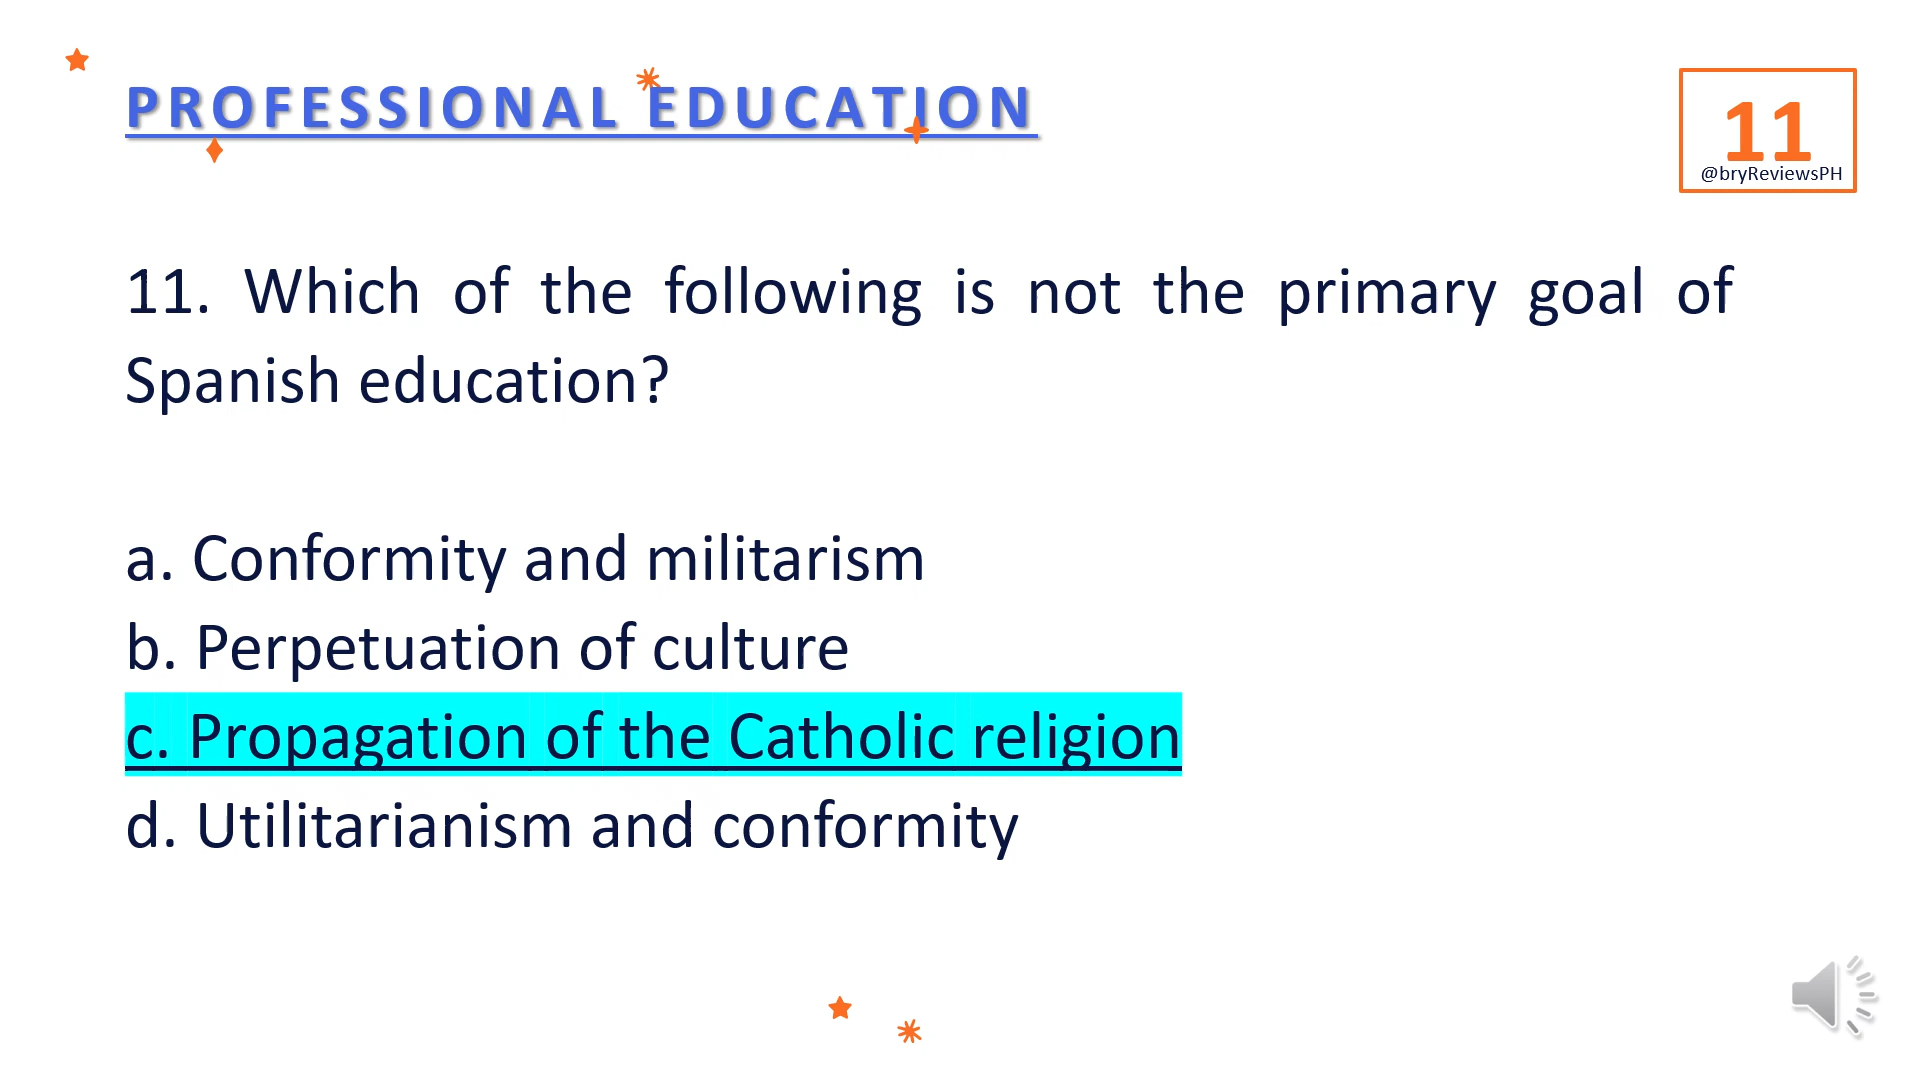 PROFESSIONAL EDUCATION
11
@bryReviewsPH
11. Which of the following is not the primary goal of
Spanish education?
a. Conformity and militarism
b. Perpetuation of culture
c. Propagation of the Catholic religion
d. Utilitarianism and conformity